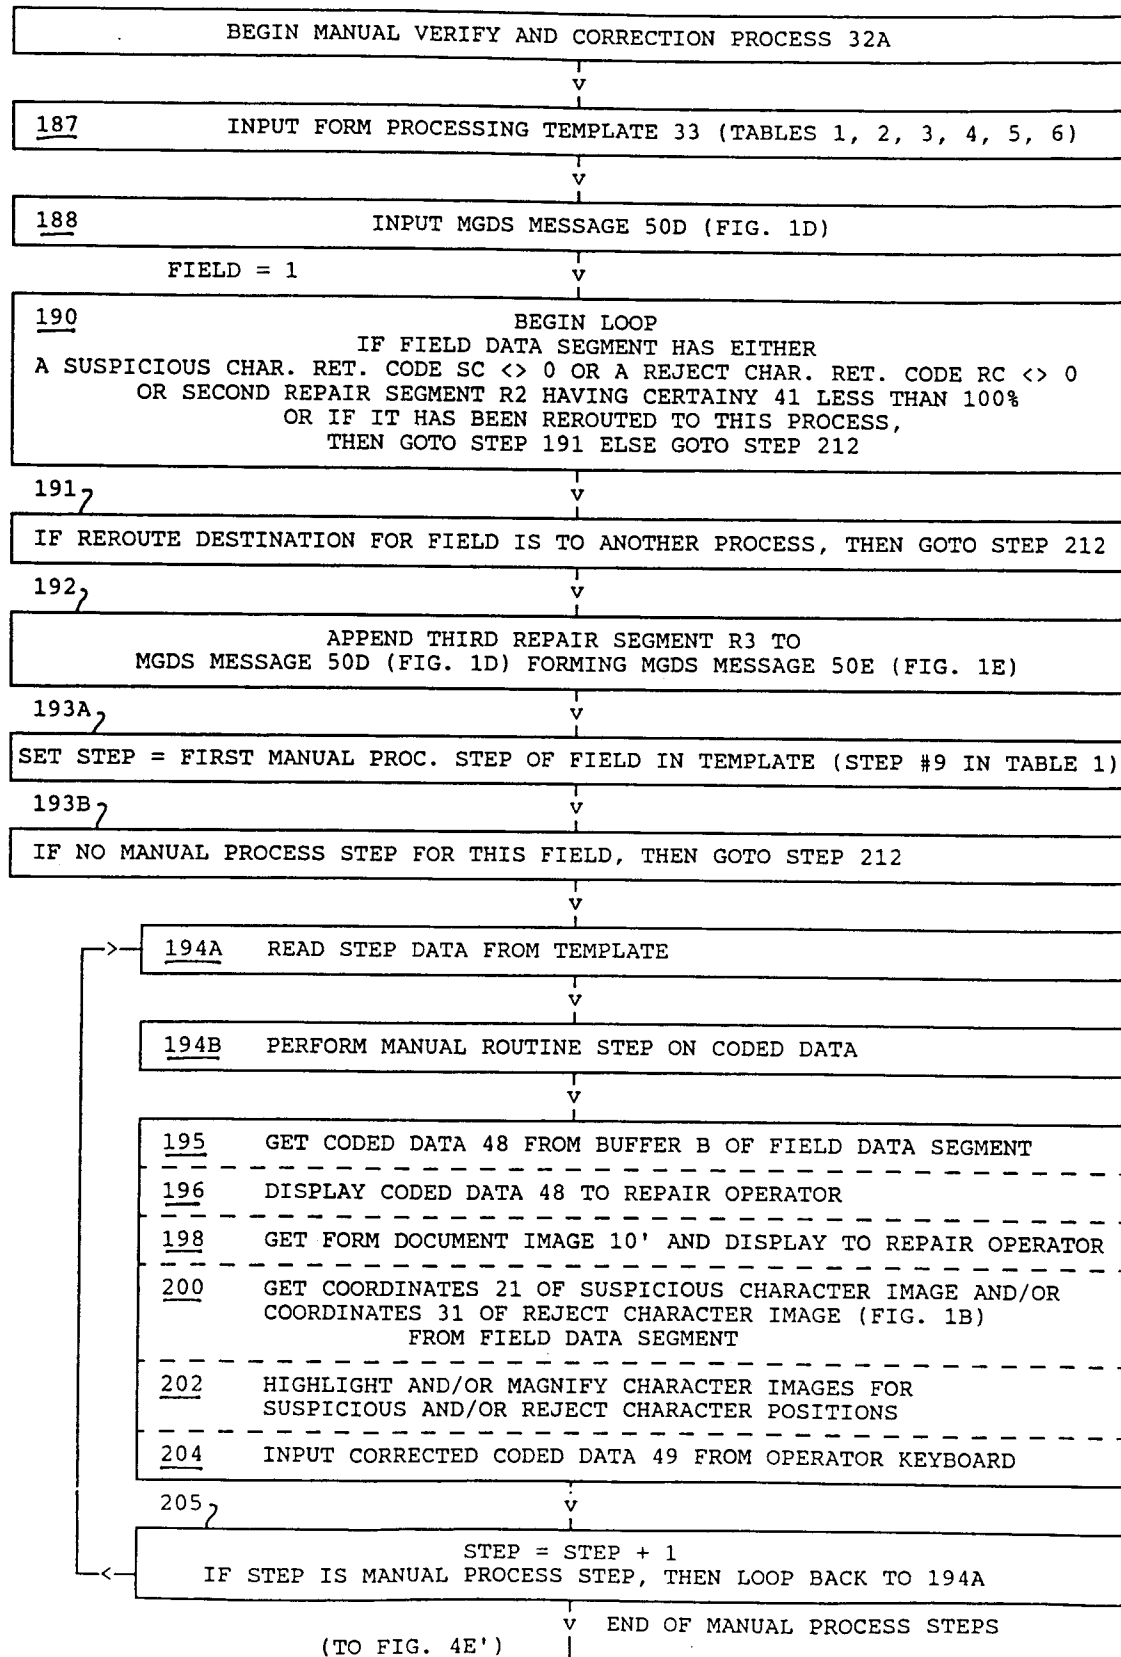 BEGIN MANUAL VERIFY AND CORRECTION PROCESS 32A
187 INPUT FORM PROCESSING TEMPLATE 33 (TABLES 1, 2, 3, 4, 5, 6)
188 INPUT MGDS MESSAGE 50D (FIG. 1D)
FIELD = 1
190 BEGIN LOOP
IF FIELD DATA SEGMENT HAS EITHER
A SUSPICIOUS CHAR. RET. CODE SC <> 0 OR A REJECT CHAR. RET. CODE RC <> 0
OR SECOND REPAIR SEGMENT R2 HAVING CERTAINY 41 LESS THAN 100%
OR IF IT HAS BEEN REROUTED TO THIS PROCESS,
THEN GOTO STEP 191 ELSE GOTO STEP 212
191
IF REROUTE DESTINATION FOR FIELD IS TO ANOTHER PROCESS, THEN GOTO STEP 212
192
APPEND THIRD REPAIR SEGMENT R3 TO
MGDS MESSAGE 50D (FIG. 1D) FORMING MGDS MESSAGE 50E (FIG. 1E)
193A
SET STEP = FIRST MANUAL PROC. STEP OF FIELD IN TEMPLATE (STEP #9 IN TABLE 1)
193B
IF NO MANUAL PROCESS STEP FOR THIS FIELD, THEN GOTO STEP 212
194A READ STEP DATA FROM TEMPLATE
194B PERFORM MANUAL ROUTINE STEP ON CODED DATA
195 GET CODED DATA 48 FROM BUFFER B OF FIELD DATA SEGMENT
196 DISPLAY CODED DATA 48 TO REPAIR OPERATOR
198 GET FORM DOCUMENT IMAGE 10' AND DISPLAY TO REPAIR OPERATOR
200 GET COORDINATES 21 OF SUSPICIOUS CHARACTER IMAGE AND/OR
COORDINATES 31 OF REJECT CHARACTER IMAGE (FIG. 1B)
FROM FIELD DATA SEGMENT
202 HIGHLIGHT AND/OR MAGNIFY CHARACTER IMAGES FOR
SUSPICIOUS AND/OR REJECT CHARACTER POSITIONS
204 INPUT CORRECTED CODED DATA 49 FROM OPERATOR KEYBOARD
205
STEP = STEP + 1
IF STEP IS MANUAL PROCESS STEP, THEN LOOP BACK TO 194A
END OF MANUAL PROCESS STEPS
(TO FIG. 4E')